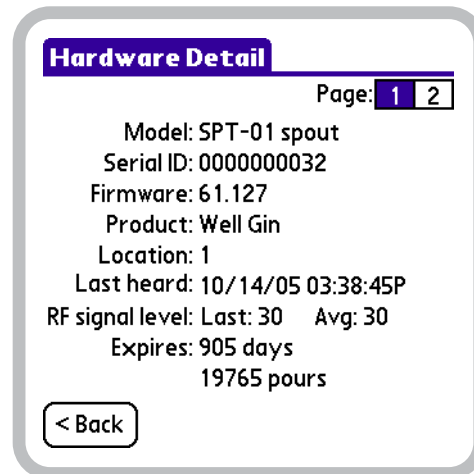 Hardware Detail
Page: 1 2
Model: SPT-01 spout
Serial ID: 0000000032
Firmware: 61.127
Product: Well Gin
Location: 1
Last heard: 10/14/05 03:38:45P
RF signal level: Last: 30 Avg: 30
Expires: 905 days
19765 pours
< Back